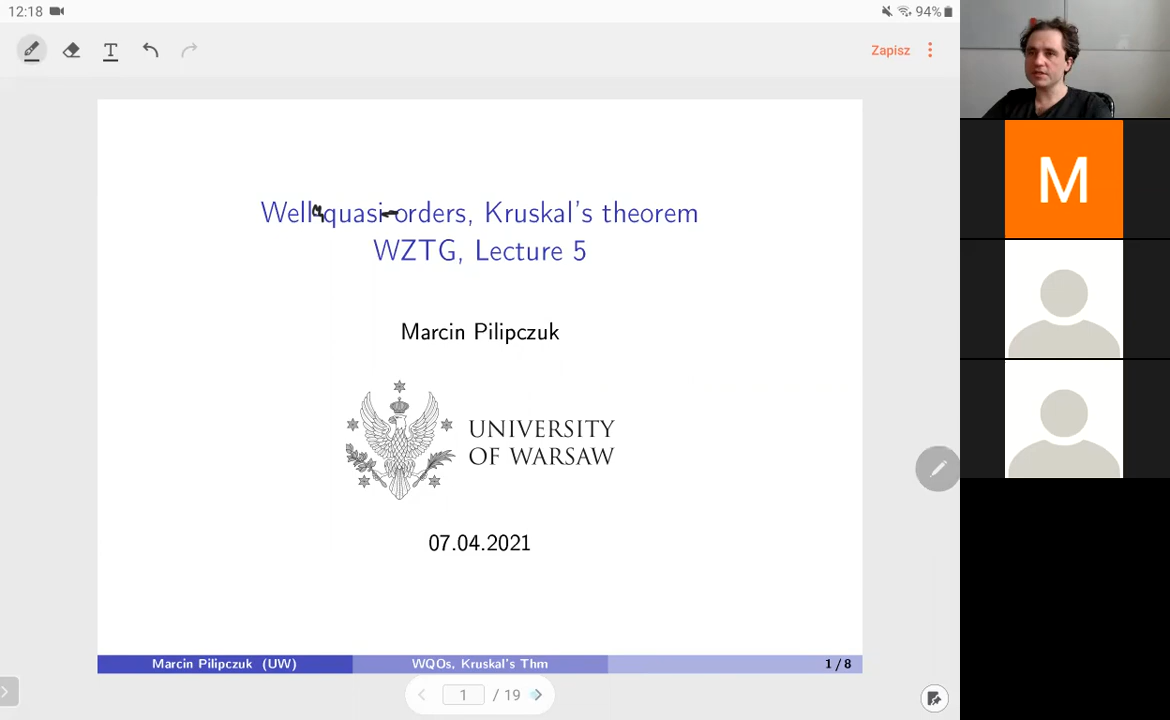 12:18
94%
T
Zapisz
Well-quasi-orders, Kruskal's theorem
WZTG, Lecture 5
Marcin Pilipczuk
UNIVERSITY
OF WARSAW
07.04.2021
Marcin Pilipczuk (UW)
WQOs, Kruskal's Thm
1 / 8
1 / 19
M